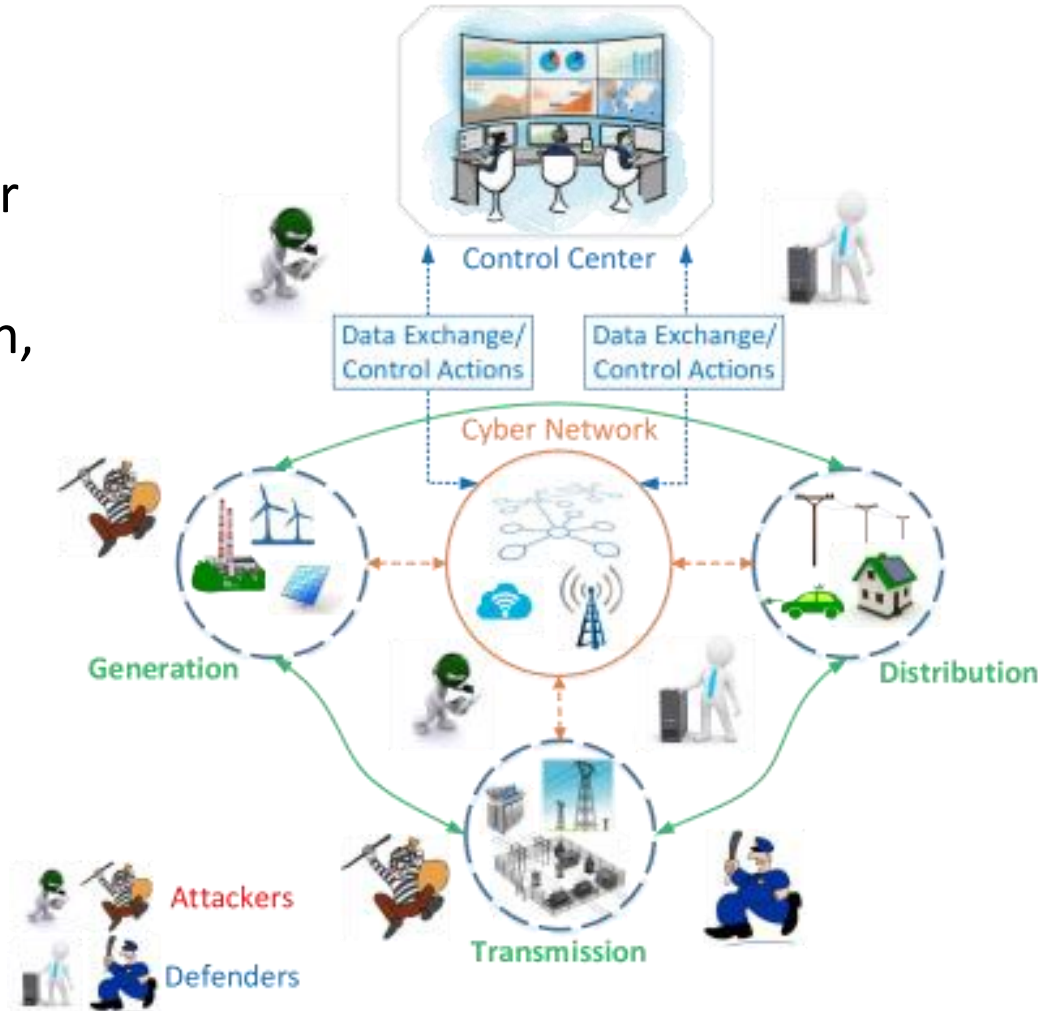 r
n,
Control Center
Data Exchange/
Control Actions
Data Exchange/
Control Actions
Cyber Network
Generation
Distribution
Transmission
Attackers
Defenders